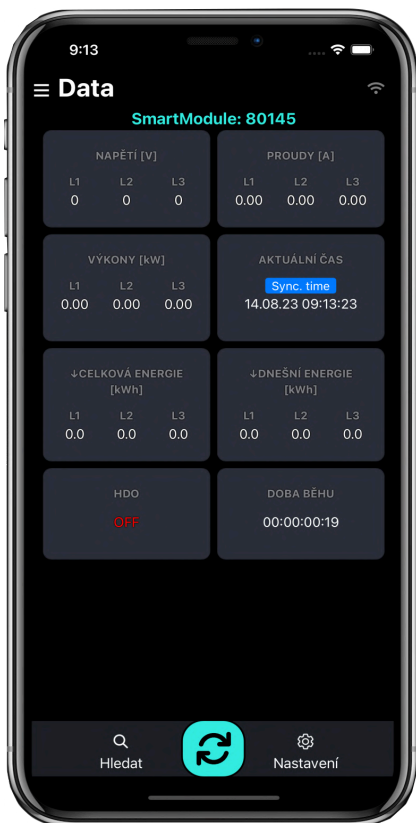 9:13
Data
SmartModule: 80145
NAPĚTÍ [V]
L1 L2 L3
0 0 0
PROUDY [A]
L1 L2 L3
0.00 0.00 0.00
VÝKONY [kW]
L1 L2 L3
0.00 0.00 0.00
AKTUÁLNÍ ČAS
Sync. time
14.08.23 09:13:23
↓CELKOVÁ ENERGIE
[kWh]
L1 L2 L3
0.0 0.0 0.0
↓DNEŠNÍ ENERGIE
[kWh]
L1 L2 L3
0.0 0.0 0.0
HDO
OFF
DOBA BĚHU
00:00:00:19
Hledat
Nastavení